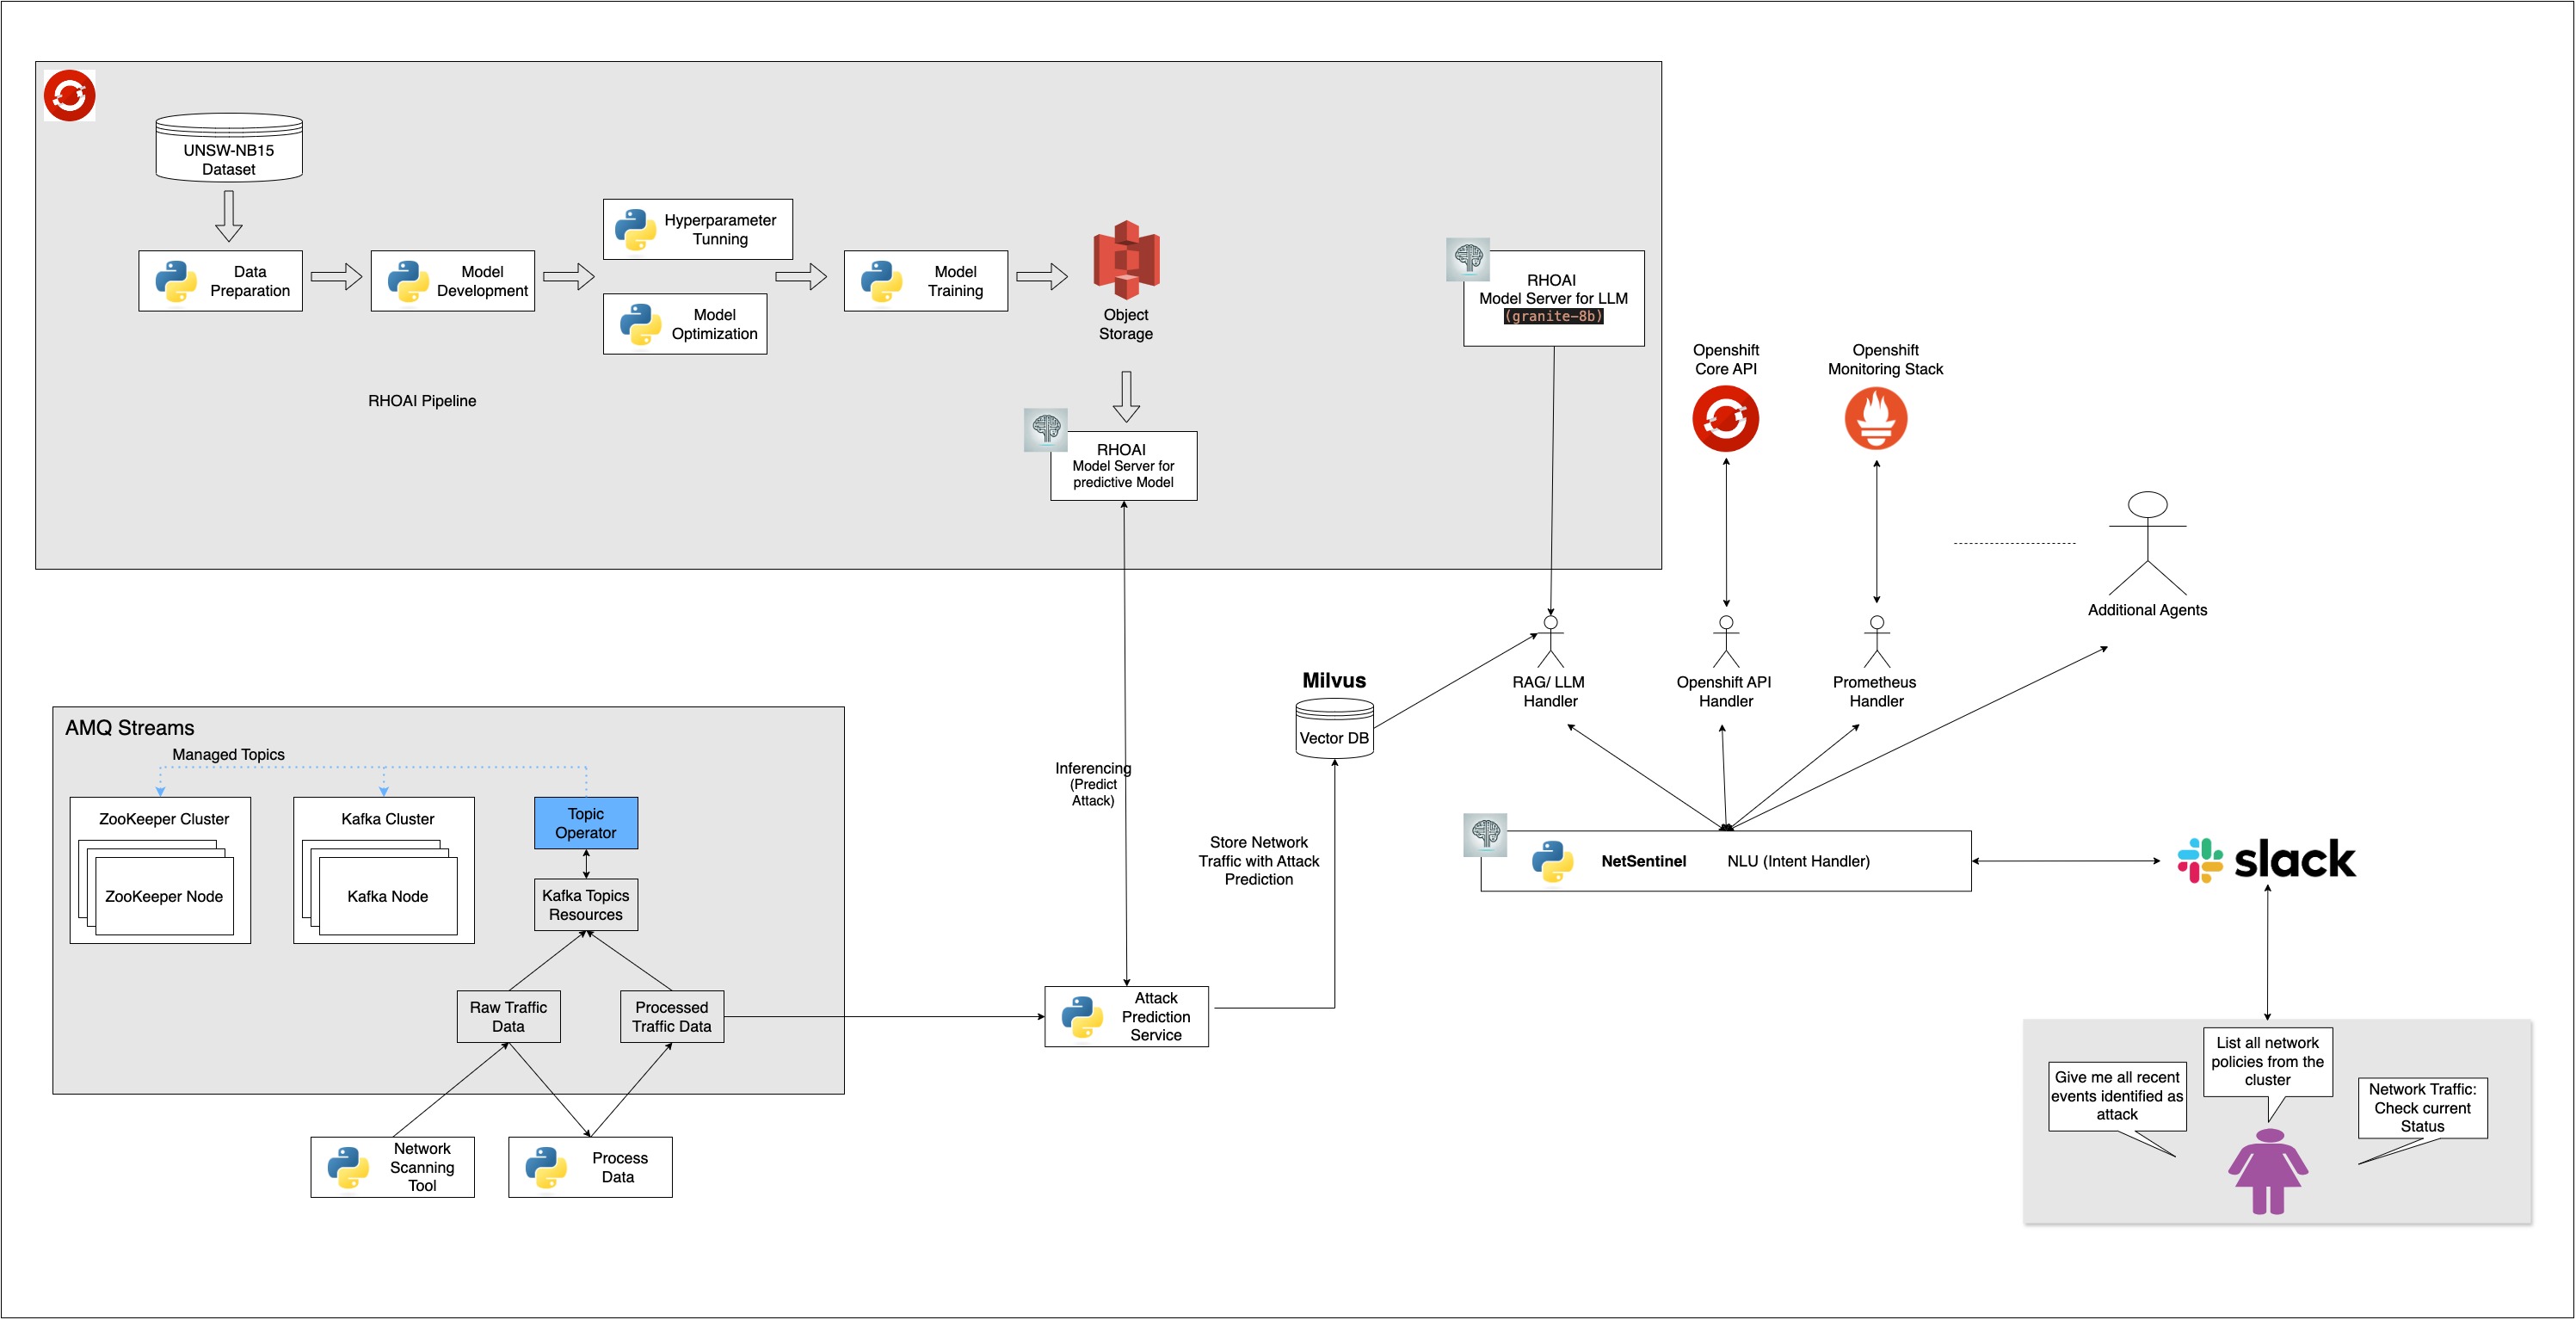 UNSW-NB15
Dataset
Data
Preparation
Model
Development
Hyperparameter
Tunning
Model
Optimization
Model
Training
Object
Storage
RHOAI Pipeline
RHOAI
Model Server for
predictive Model
RHOAI
Model Server for LLM
(granite-8b)
Openshift
Core API
Openshift
Monitoring Stack
Additional Agents
RAG/ LLM
Handler
Openshift API
Handler
Prometheus
Handler
Milvus
Vector DB
AMQ Streams
Managed Topics
ZooKeeper Cluster
ZooKeeper Node
Kafka Cluster
Kafka Node
Topic
Operator
Kafka Topics
Resources
Raw Traffic
Data
Processed
Traffic Data
Network
Scanning
Tool
Process
Data
Inferencing
(Predict
Attack)
Store Network
Traffic with Attack
Prediction
Attack
Prediction
Service
NetSentinel NLU (Intent Handler)
slack
Give me all recent
events identified as
attack
List all network
policies from the
cluster
Network Traffic:
Check current
Status